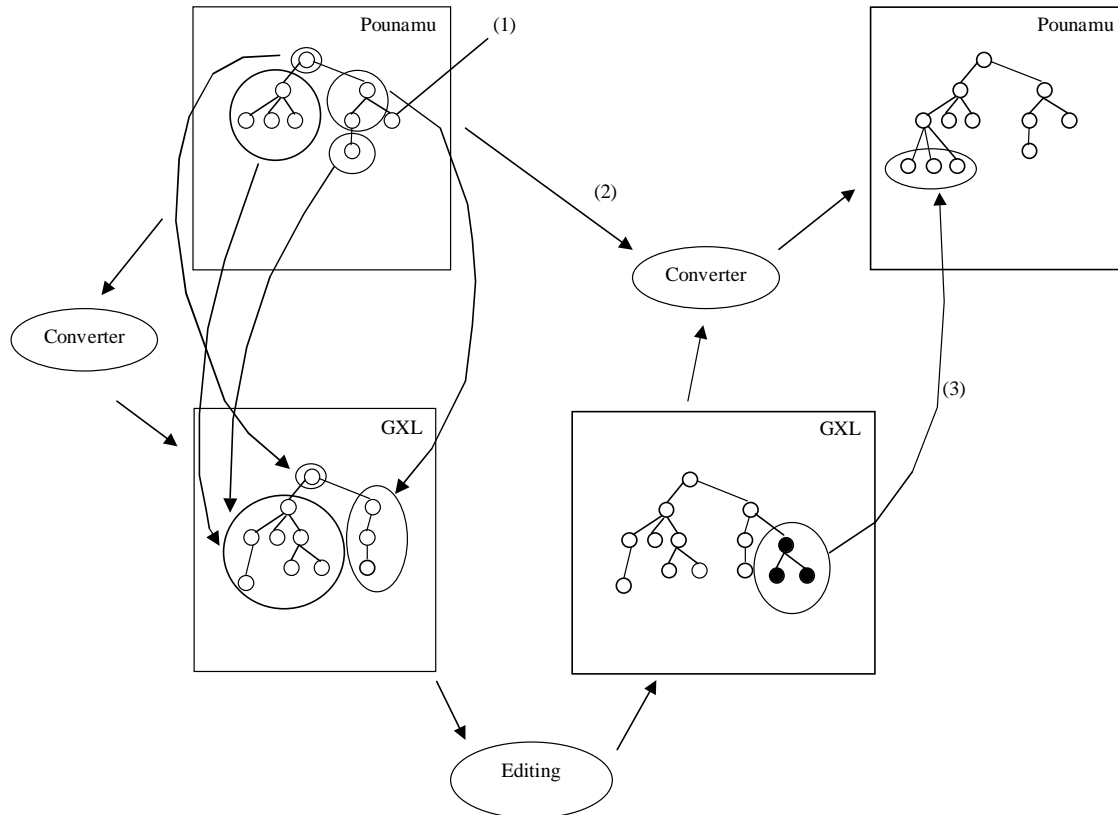 Pounamu
(1)
Pounamu
(2)
Converter
Converter
(3)
GXL
GXL
Editing